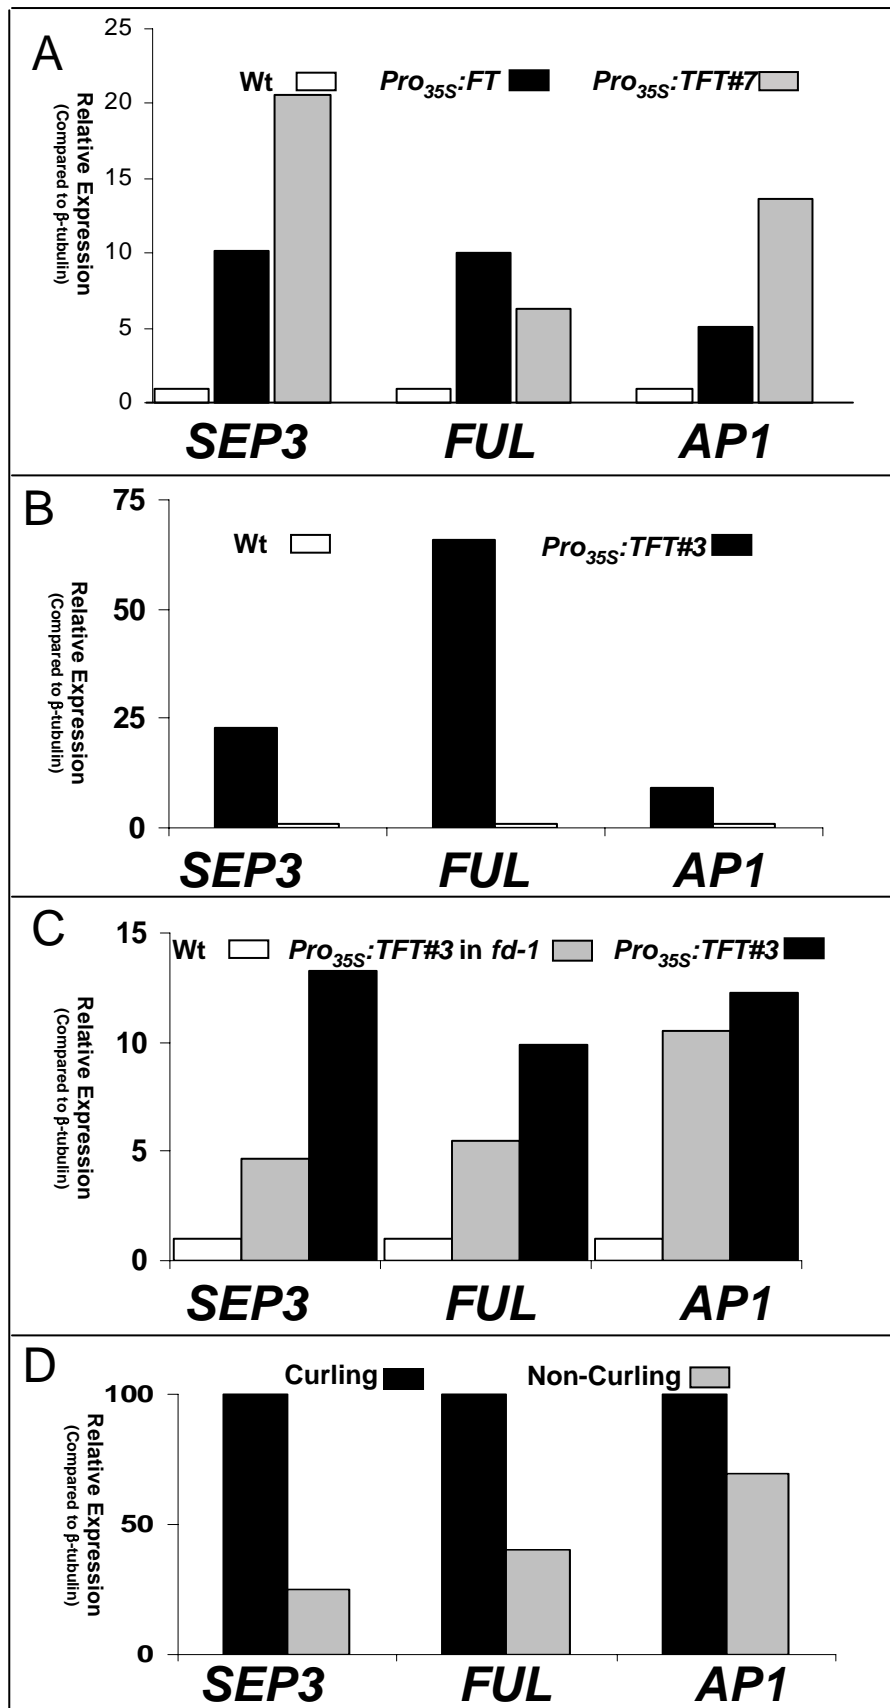 A
25
20
15
10
5
0
Relative Expression
(Compared to β-tubulin)
Wt
Pro35S:FT
Pro35S:TFT#7
SEP3 FUL AP1
B
75
50
25
0
Relative Expression
(Compared to β-tubulin)
Wt
Pro35S:TFT#3
SEP3 FUL AP1
C
15
10
5
0
Relative Expression
(Compared to β-tubulin)
Wt
Pro35S:TFT#3 in fd-1
Pro35S:TFT#3
SEP3 FUL AP1
D
100
50
0
Relative Expression
(Compared to β-tubulin)
Curling
Non-Curling
SEP3 FUL AP1